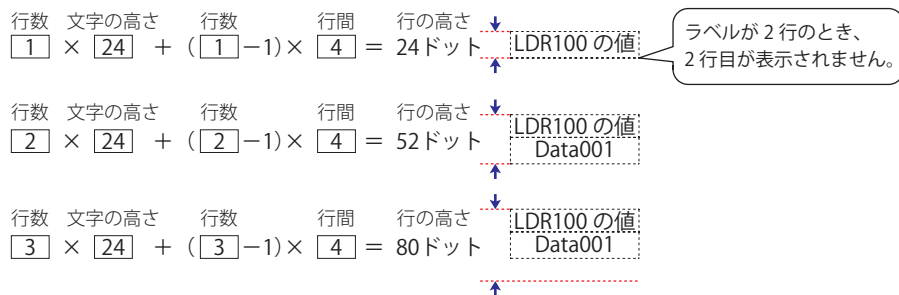 行数 文字の高さ 行数 行間 行の高さ
1 × 24 + (1−1)× 4 = 24ドット
LDR100 の値
ラベルが 2 行のとき、
2 行目が表示されません。
行数 文字の高さ 行数 行間 行の高さ
2 × 24 + (2−1)× 4 = 52ドット
LDR100 の値
Data001
行数 文字の高さ 行数 行間 行の高さ
3 × 24 + (3−1)× 4 = 80ドット
LDR100 の値
Data001